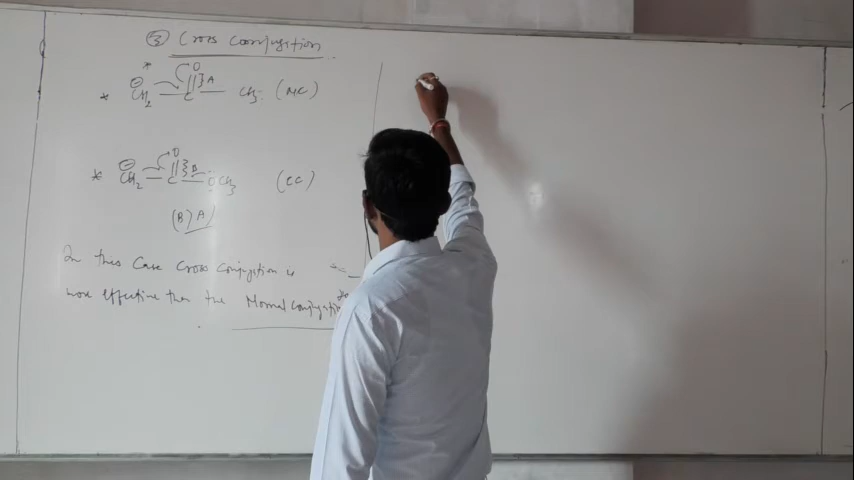 ③ Cross Conjugation
* ⊖ O
* CH2 — C — CH3 (NC)
A
⊖ O
* CH2 — C — OCH3 (CC)
B
(B) A)
In this Case Cross Conjugation is
more effective than the Normal Conjugation